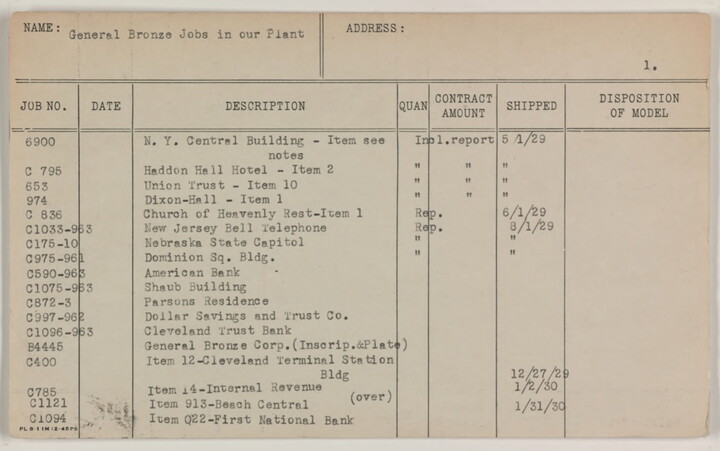 NAME: General Bronze Jobs in our Plant ADDRESS:
1.
JOB NO. DATE DESCRIPTION QUAN CONTRACT AMOUNT SHIPPED DISPOSITION OF MODEL
6900 N. Y. Central Building - Item see Incl.report 5/1/29
notes
C 795 Haddon Hall Hotel - Item 2 " " "
653 Union Trust - Item 10 " " "
974 Dixon-Hall - Item 1 " " "
C 836 Church of Heavenly Rest-Item 1 Rep. 6/1/29
C1033-963 New Jersey Bell Telephone Rep. 8/1/29
C175-10 Nebraska State Capitol " "
C975-961 Dominion Sq. Bldg. " "
C590-963 American Bank
C1075-963 Shaub Building
C872-3 Parsons Residence
C997-962 Dollar Savings and Trust Co.
C1096-963 Cleveland Trust Bank
B4445 General Bronze Corp.(Inscrip.&Plate)
C400 Item 12-Cleveland Terminal Station
Bldg 12/27/29
C785 Item 14-Internal Revenue 1/2/30
C1121 Item 913-Beach Central (over) 1/31/30
C1094 Item Q22-First National Bank